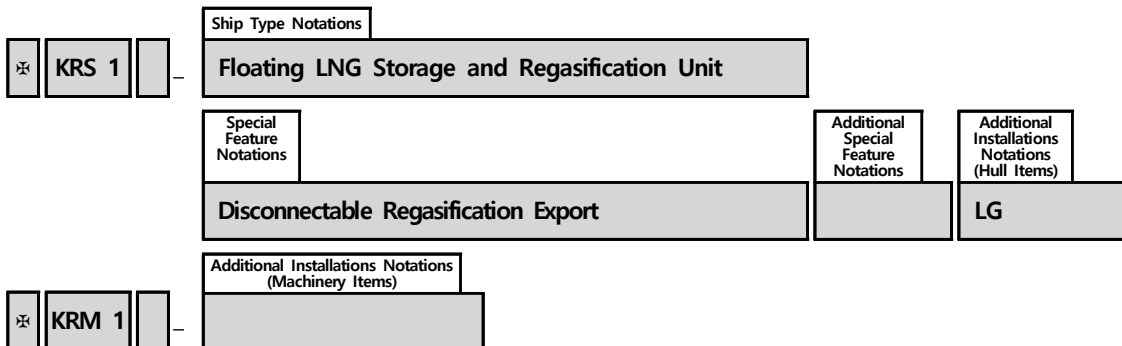 Ship Type Notations
✠ KRS 1 _ Floating LNG Storage and Regasification Unit
Special
Feature
Notations
Additional
Special
Feature
Notations
Additional
Installations
Notations
(Hull Items)
Disconnectable Regasification Export LG
Additional Installations Notations
(Machinery Items)
✠ KRM 1 _